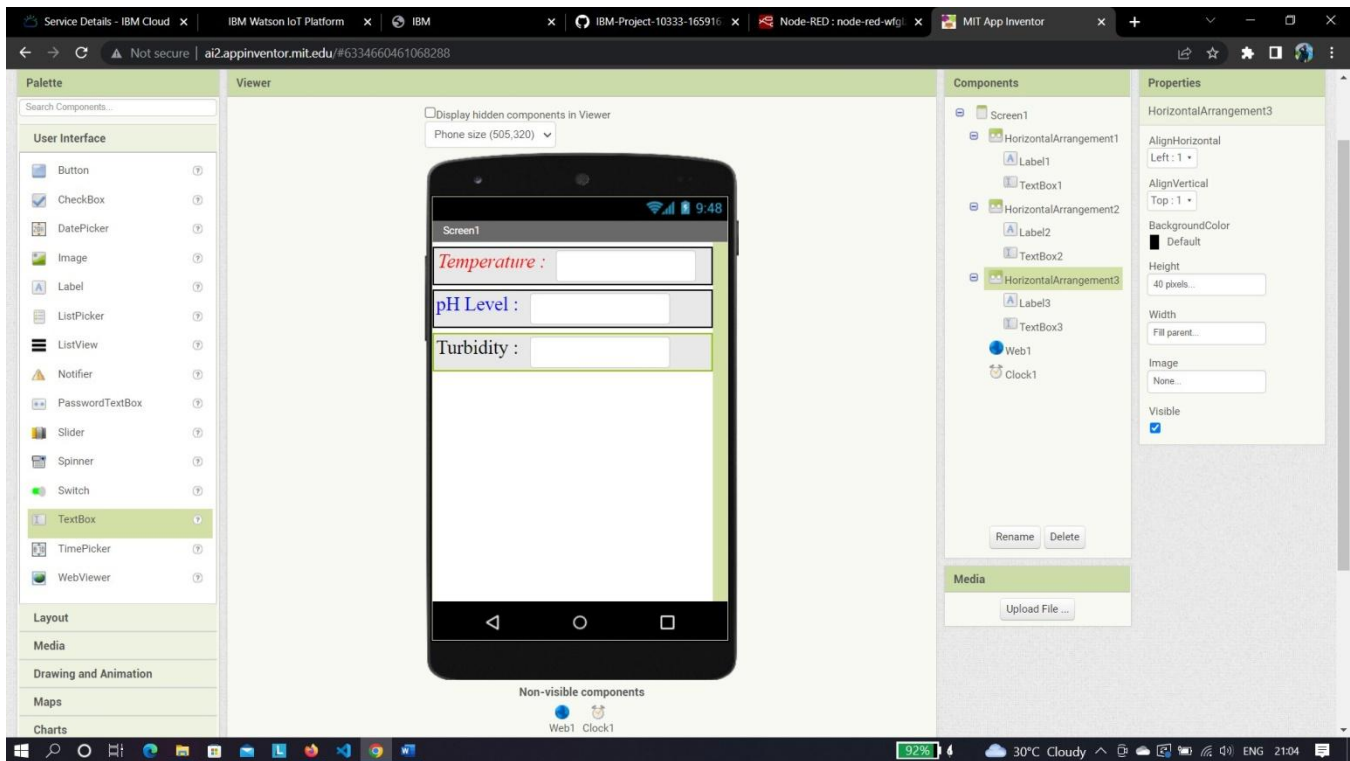 Service Details - IBM Cloud
IBM Watson IoT Platform
IBM
IBM-Project-10333-165916
Node-RED : node-red-wfgl
MIT App Inventor
Not secure | ai2.appinventor.mit.edu/#6334660461068288
Palette
Search Components...
User Interface
Button
CheckBox
DatePicker
Image
Label
ListPicker
ListView
Notifier
PasswordTextBox
Slider
Spinner
Switch
TextBox
TimePicker
WebViewer
Layout
Media
Drawing and Animation
Maps
Charts
Viewer
Display hidden components in Viewer
Phone size (505,320)
9:48
Screen1
Temperature :
pH Level :
Turbidity :
Non-visible components
Web1 Clock1
Components
Screen1
HorizontalArrangement1
Label1
TextBox1
HorizontalArrangement2
Label2
TextBox2
HorizontalArrangement3
Label3
TextBox3
Web1
Clock1
Rename Delete
Media
Upload File ...
Properties
HorizontalArrangement3
AlignHorizontal
Left : 1
AlignVertical
Top : 1
BackgroundColor
Default
Height
40 pixels...
Width
Fill parent...
Image
None...
Visible
92% 30°C Cloudy ENG 21:04